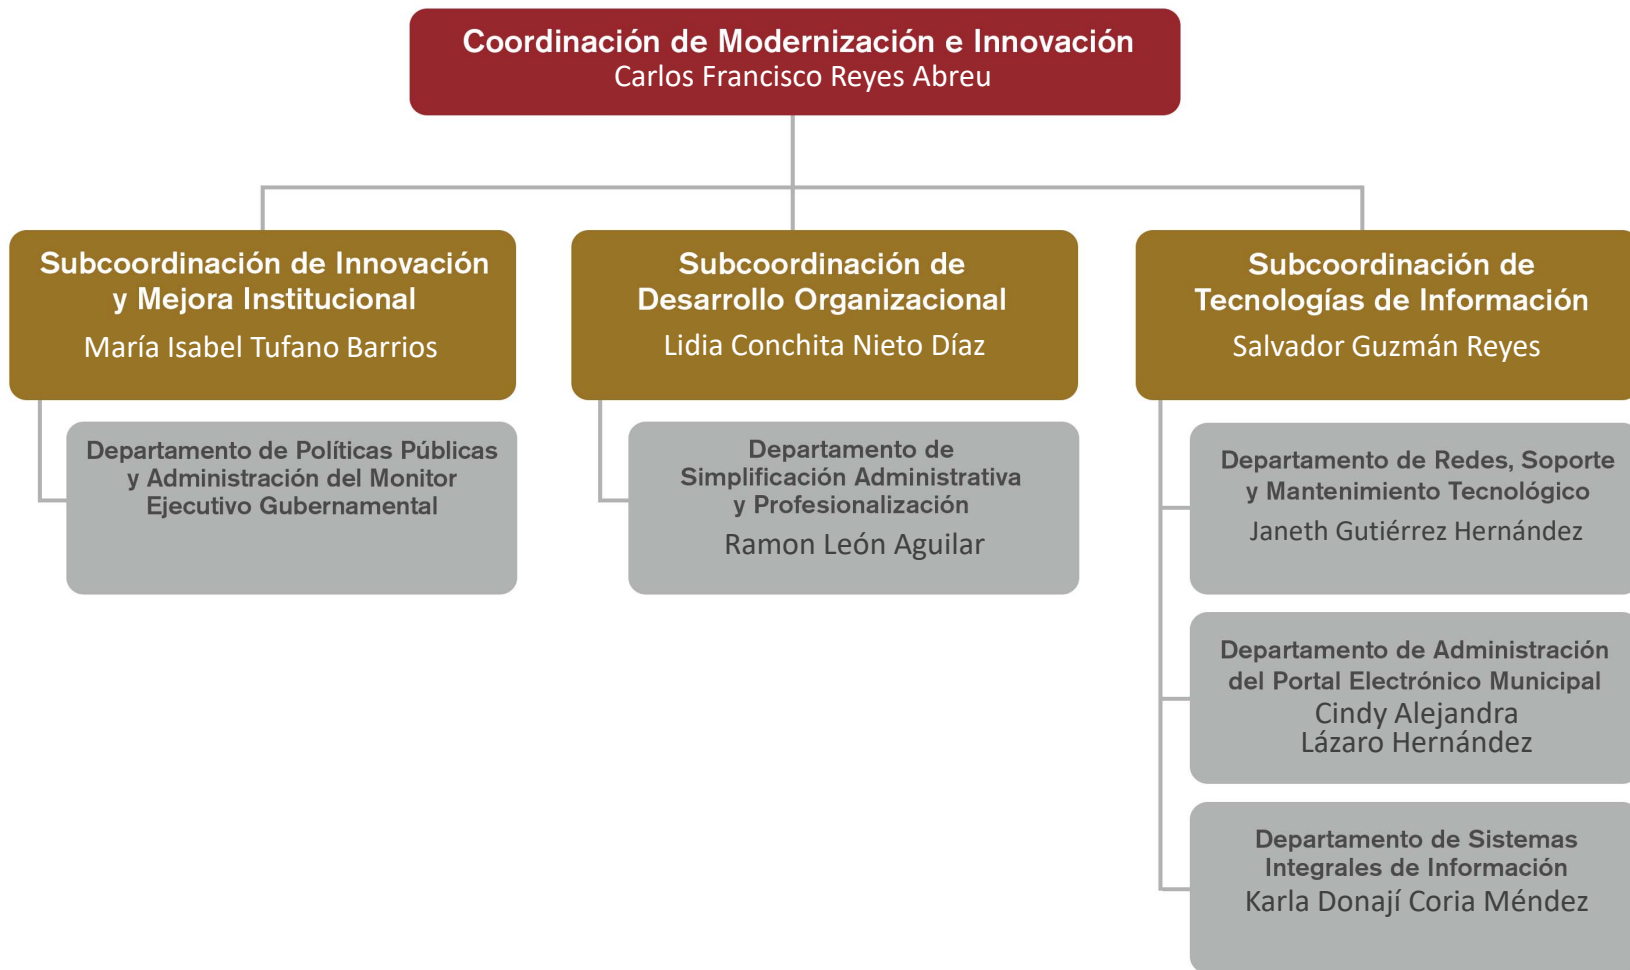 Coordinación de Modernización e Innovación
Carlos Francisco Reyes Abreu
Subcoordinación de Innovación
y Mejora Institucional
María Isabel Tufano Barrios
Subcoordinación de
Desarrollo Organizacional
Lidia Conchita Nieto Díaz
Subcoordinación de
Tecnologías de Información
Salvador Guzmán Reyes
Departamento de Políticas Públicas
y Administración del Monitor
Ejecutivo Gubernamental
Departamento de
Simplificación Administrativa
y Profesionalización
Ramon León Aguilar
Departamento de Redes, Soporte
y Mantenimiento Tecnológico
Janeth Gutiérrez Hernández
Departamento de Administración
del Portal Electrónico Municipal
Cindy Alejandra
Lázaro Hernández
Departamento de Sistemas
Integrales de Información
Karla Donají Coria Méndez